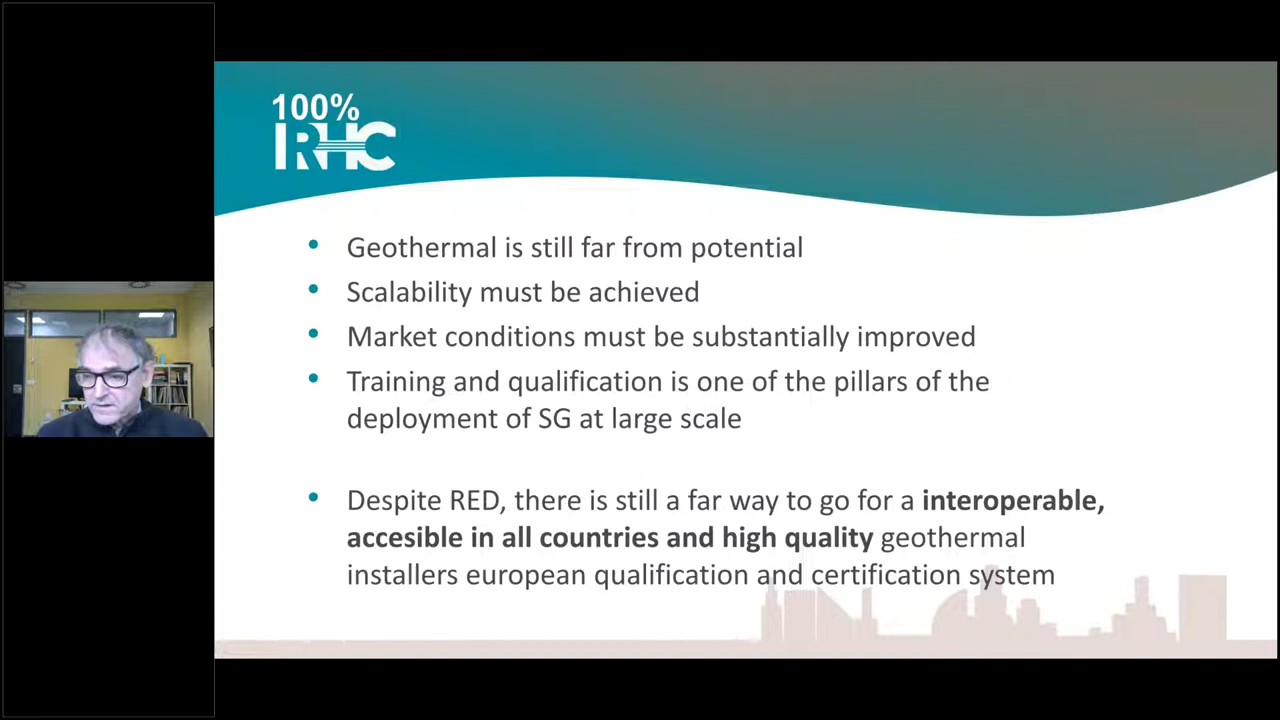 100%
RHC
Geothermal is still far from potential
Scalability must be achieved
Market conditions must be substantially improved
Training and qualification is one of the pillars of the
deployment of SG at large scale
Despite RED, there is still a far way to go for a interoperable,
accesible in all countries and high quality geothermal
installers european qualification and certification system